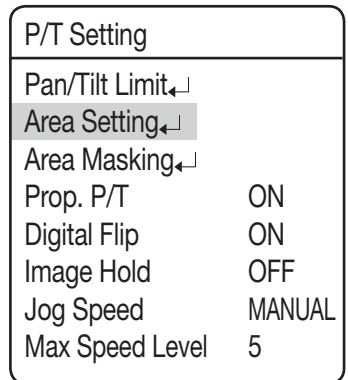 P/T Setting
Pan/Tilt Limit↵
Area Setting↵
Area Masking↵
Prop. P/T ON
Digital Flip ON
Image Hold OFF
Jog Speed MANUAL
Max Speed Level 5